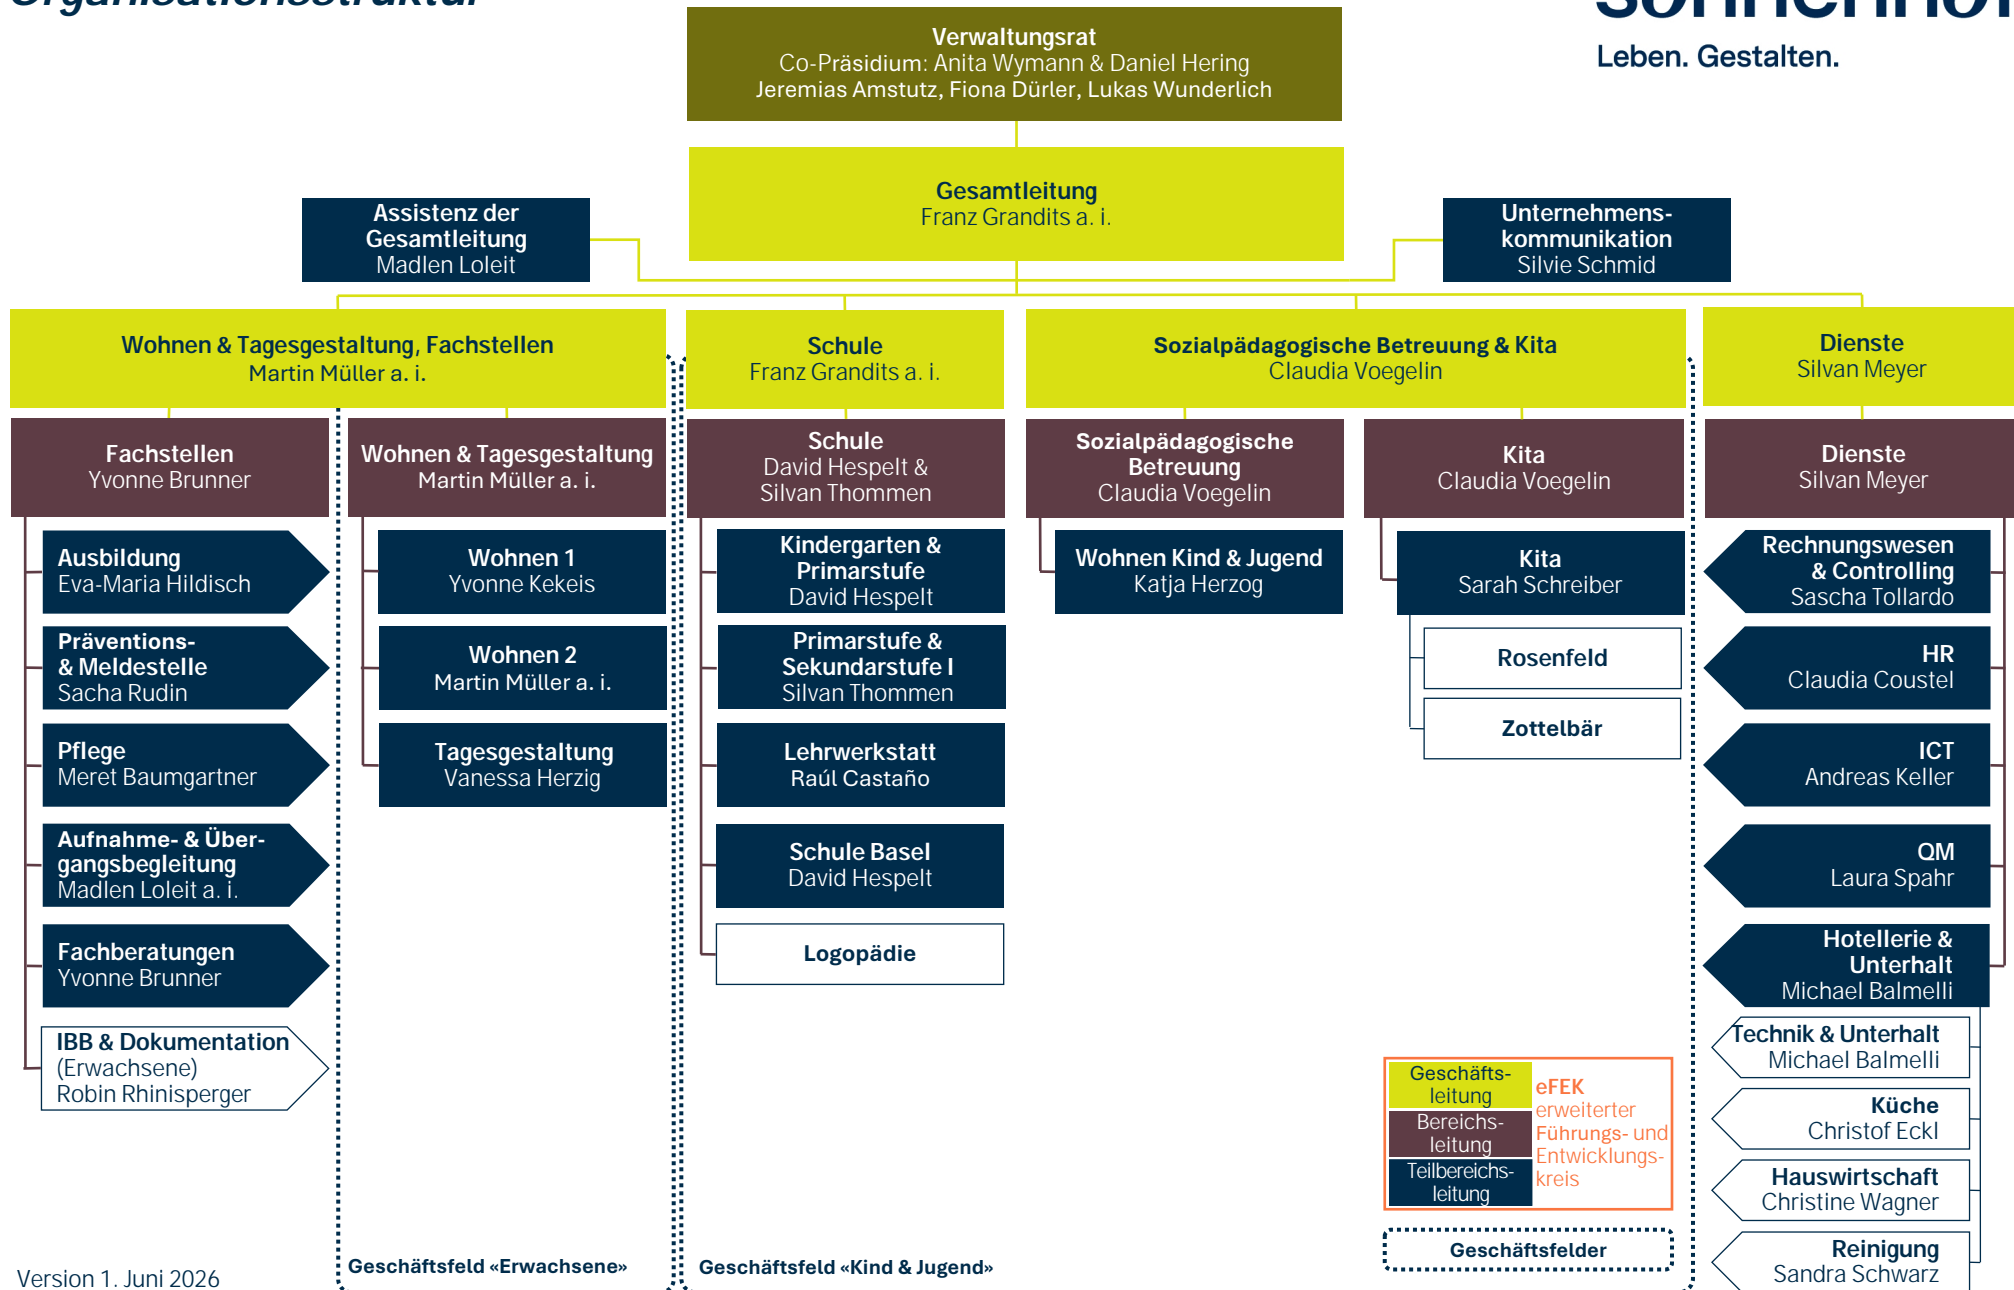 Organisationsstruktur
Sonnenhof
Leben. Gestalten.
Verwaltungsrat
Co-Präsidium: Anita Wymann & Daniel Hering
Jeremias Amstutz, Fiona Dürler, Lukas Wunderlich
Gesamtleitung
Franz Grandits a. i.
Assistenz der
Gesamtleitung
Madlen Loleit
Unternehmens-
kommunikation
Silvie Schmid
Wohnen & Tagesgestaltung, Fachstellen
Martin Müller a. i.
Schule
Franz Grandits a. i.
Sozialpädagogische Betreuung & Kita
Claudia Voegelin
Dienste
Silvan Meyer
Fachstellen
Yvonne Brunner
Wohnen & Tagesgestaltung
Martin Müller a. i.
Schule
David Hespelt &
Silvan Thommen
Sozialpädagogische
Betreuung
Claudia Voegelin
Kita
Claudia Voegelin
Dienste
Silvan Meyer
Ausbildung
Eva-Maria Hildisch
Präventions-
& Meldestelle
Sacha Rudin
Pflege
Meret Baumgartner
Aufnahme- & Über-
gangsbegleitung
Madlen Loleit a. i.
Fachberatungen
Yvonne Brunner
IBB & Dokumentation
(Erwachsene)
Robin Rhinisperger
Wohnen 1
Yvonne Kekeis
Wohnen 2
Martin Müller a. i.
Tagesgestaltung
Vanessa Herzig
Kindergarten &
Primarstufe
David Hespelt
Primarstufe &
Sekundarstufe I
Silvan Thommen
Lehrwerkstatt
Raúl Castaño
Schule Basel
David Hespelt
Logopädie
Wohnen Kind & Jugend
Katja Herzog
Kita
Sarah Schreiber
Rosenfeld
Zottelbär
Rechnungswesen
& Controlling
Sascha Tollardo
HR
Claudia Coustel
ICT
Andreas Keller
QM
Laura Spahr
Hotellerie &
Unterhalt
Michael Balmelli
Technik & Unterhalt
Michael Balmelli
Küche
Christof Eckl
Hauswirtschaft
Christine Wagner
Reinigung
Sandra Schwarz
Geschäfts-
leitung
Bereichs-
leitung
Teilbereichs-
leitung
eFEK
erweiterter
Führungs- und
Entwicklungs-
kreis
Geschäftsfelder
Geschäftsfeld «Erwachsene»
Geschäftsfeld «Kind & Jugend»
Version 1. Juni 2026